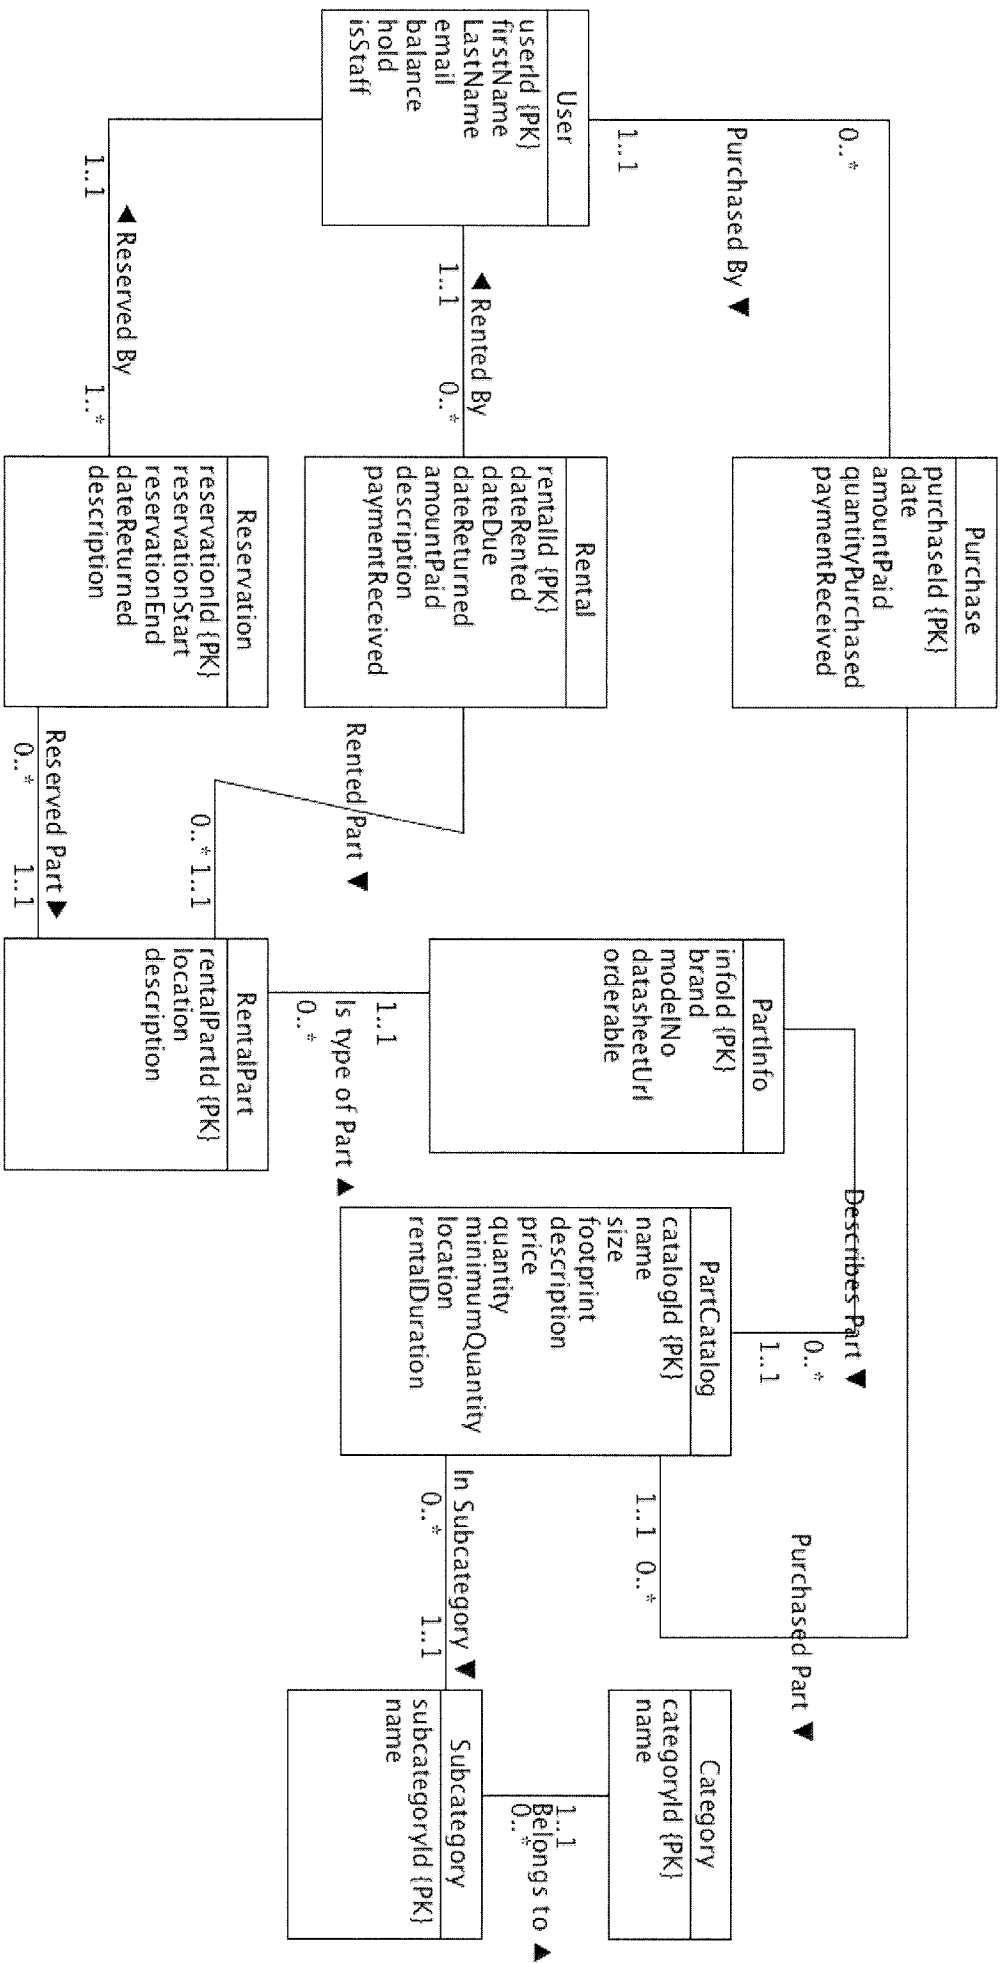 User
userId {PK}
firstName
LastName
email
balance
hold
isStaff
0..*
Purchased By ▼
1..1
Purchase
purchaseId {PK}
date
amountPaid
quantityPurchased
paymentReceived
◀ Rented By
1..1
0..*
Rental
rentalId {PK}
dateRented
dateDue
dateReturned
amountPaid
description
paymentReceived
◀ Reserved By
1..1
1..*
Reservation
reservationId {PK}
reservationStart
reservationEnd
dateReturned
description
Rented Part ▼
0..*
1..1
Reserved Part ▶
0..*
1..1
RentalPart
rentalPartId {PK}
location
description
PartInfo
infoId {PK}
brand
modelNo
datasheetUrl
orderable
1..1
Is type of Part ▲
0..*
Describes Part ▼
0..*
1..1
PartCatalog
catalogId {PK}
name
size
footprint
description
price
quantity
minimumQuantity
location
rentalDuration
Purchased Part ▼
1..1
0..*
In Subcategory ▼
0..*
1..1
Category
categoryId {PK}
name
1..1
Belongs to ▲
0..*
Subcategory
subcategoryId {PK}
name